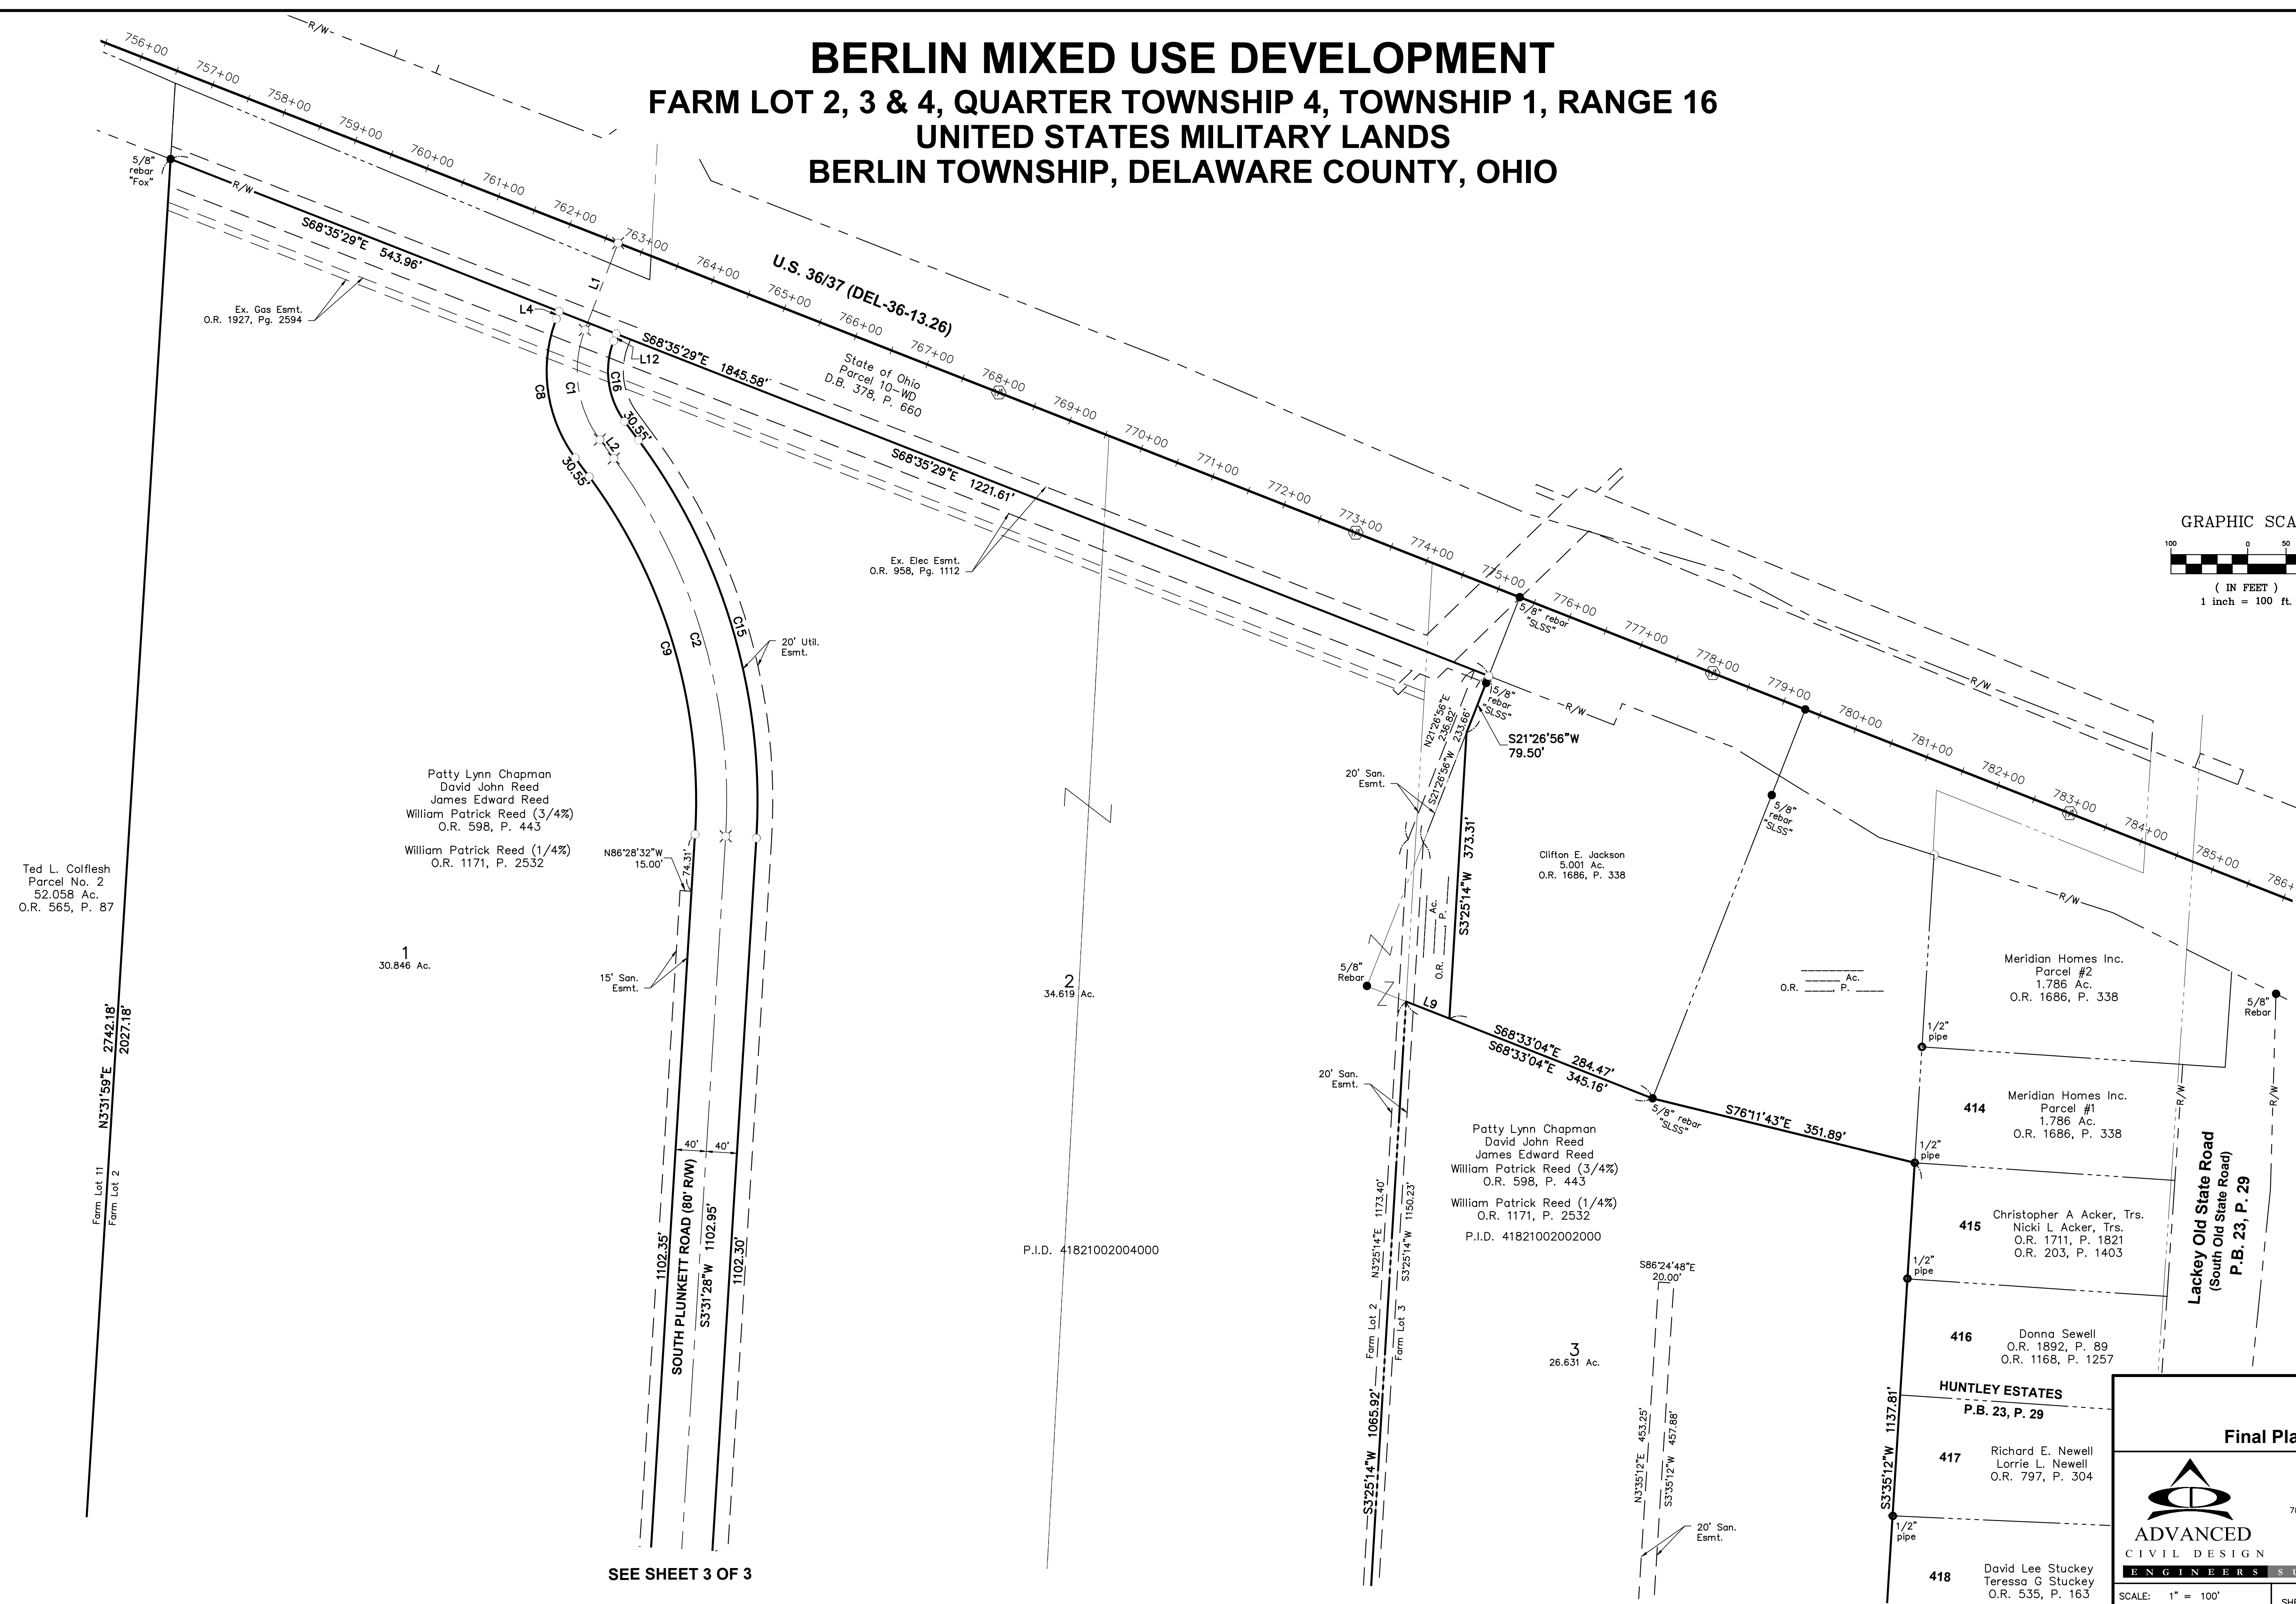 BERLIN MIXED USE DEVELOPMENT
FARM LOT 2, 3 & 4, QUARTER TOWNSHIP 4, TOWNSHIP 1, RANGE 16
UNITED STATES MILITARY LANDS
BERLIN TOWNSHIP, DELAWARE COUNTY, OHIO
R/W
756+00
757+00
758+00
759+00
760+00
761+00
762+00
763+00
764+00
765+00
766+00
767+00
768+00
769+00
770+00
771+00
772+00
773+00
774+00
775+00
776+00
777+00
778+00
779+00
780+00
781+00
782+00
783+00
784+00
785+00
786+
U.S. 36/37 (DEL-36-13.26)
5/8"
rebar
"Fox"
R/W
S68°35'29"E 543.96'
Ex. Gas Esmt.
O.R. 1927, Pg. 2594
L1
L4
L12
C8
C1
C16
30.55'
L2
30.55'
S68°35'29"E 1845.58'
State of Ohio
Parcel 10-WD
D.B. 378, P. 660
S68°35'29"E 1221.61'
Ex. Elec Esmt.
O.R. 958, Pg. 1112
C9
C2
C15
20' Util.
Esmt.
GRAPHIC SCA
100
0
50
( IN FEET )
1 inch = 100 ft.
5/8" rebar
"SLSS"
5/8"
rebar
"SLSS"
R/W
R/W
N21°26'56"E
236.82'
S21°26'56"W 233.66'
S21°26'56"W
79.50'
20' San.
Esmt.
5/8"
rebar
"SLSS"
Patty Lynn Chapman
David John Reed
James Edward Reed
William Patrick Reed (3/4%)
O.R. 598, P. 443
William Patrick Reed (1/4%)
O.R. 1171, P. 2532
N86°28'32"W
15.00'
74.31'
Ted L. Colflesh
Parcel No. 2
52.058 Ac.
O.R. 565, P. 87
1
30.846 Ac.
15' San.
Esmt.
2
34.619 Ac.
S3°25'14"W 373.31'
Clifton E. Jackson
5.001 Ac.
O.R. 1686, P. 338
_____ Ac.
O.R. ____, P. ____
5/8"
Rebar
L9
_________
_____ Ac.
O.R. ____, P. ____
R/W
Meridian Homes Inc.
Parcel #2
1.786 Ac.
O.R. 1686, P. 338
5/8"
Rebar
1/2"
pipe
N3°31'59"E 2742.18'
2027.18'
Farm Lot 11
Farm Lot 2
S68°33'04"E 284.47'
S68°33'04"E 345.16'
20' San.
Esmt.
5/8" rebar
"SLSS"
S76°11'43"E 351.89'
414
Meridian Homes Inc.
Parcel #1
1.786 Ac.
O.R. 1686, P. 338
R/W
R/W
1/2"
pipe
40'
40'
SOUTH PLUNKETT ROAD (80' R/W)
S3°31'28"W 1102.95'
1102.35'
1102.30'
Patty Lynn Chapman
David John Reed
James Edward Reed
William Patrick Reed (3/4%)
O.R. 598, P. 443
William Patrick Reed (1/4%)
O.R. 1171, P. 2532
P.I.D. 41821002002000
P.I.D. 41821002004000
N3°25'14"E 1173.40'
S3°25'14"W 1150.23'
Farm Lot 2
Farm Lot 3
S3°25'14"W 1065.92'
415
Christopher A Acker, Trs.
Nicki L Acker, Trs.
O.R. 1711, P. 1821
O.R. 203, P. 1403
Lackey Old State Road
(South Old State Road)
P.B. 23, P. 29
1/2"
pipe
S86°24'48"E
20.00'
3
26.631 Ac.
416
Donna Sewell
O.R. 1892, P. 89
O.R. 1168, P. 1257
HUNTLEY ESTATES
P.B. 23, P. 29
N3°35'12"E 453.25'
S3°35'12"W 457.88'
S3°35'12"W 1137.81'
417
Richard E. Newell
Lorrie L. Newell
O.R. 797, P. 304
20' San.
Esmt.
1/2"
pipe
418
David Lee Stuckey
Teressa G Stuckey
O.R. 535, P. 163
SEE SHEET 3 OF 3
Final Pla
ADVANCED
CIVIL DESIGN
ENGINEERS
SCALE: 1" = 100'